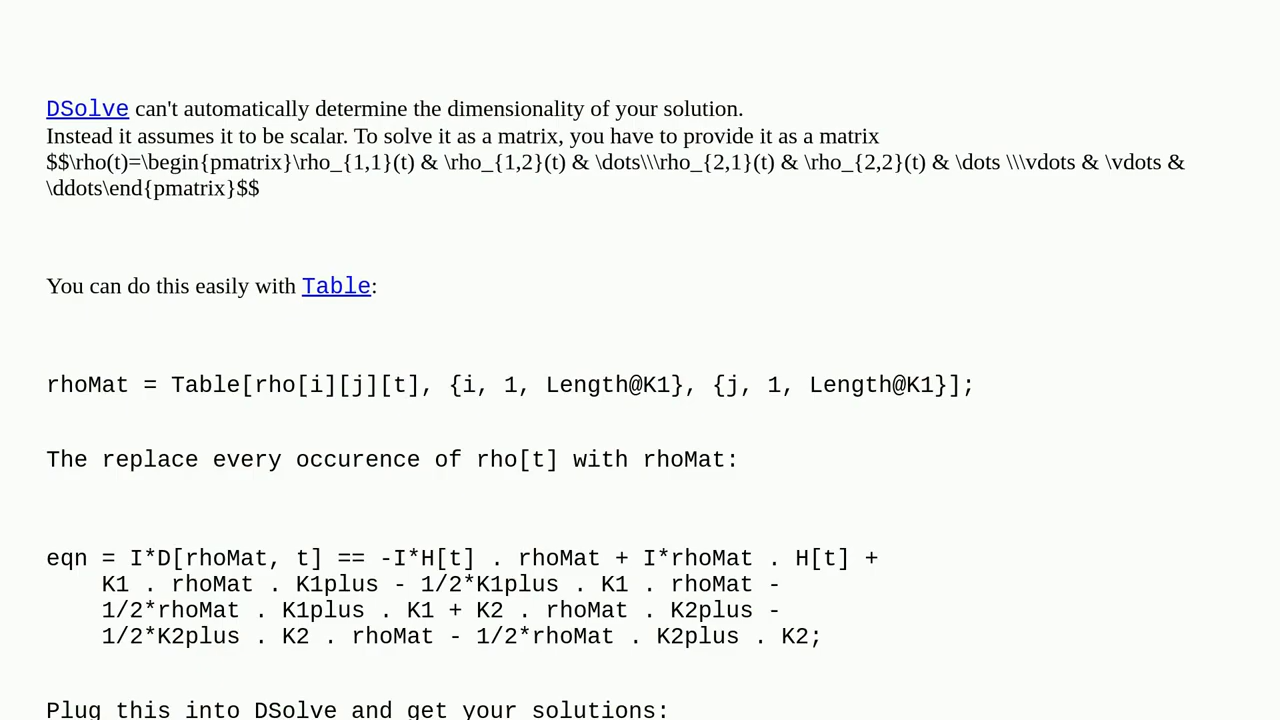 DSolve can't automatically determine the dimensionality of your solution.
Instead it assumes it to be scalar. To solve it as a matrix, you have to provide it as a matrix
$$\rho(t)=\begin{pmatrix}\rho_{1,1}(t) & \rho_{1,2}(t) & \dots\\\rho_{2,1}(t) & \rho_{2,2}(t) & \dots \\\vdots & \vdots &
\ddots\end{pmatrix}$$
You can do this easily with Table:
rhoMat = Table[rho[i][j][t], {i, 1, Length@K1}, {j, 1, Length@K1}];
The replace every occurence of rho[t] with rhoMat:
eqn = I*D[rhoMat, t] == -I*H[t] . rhoMat + I*rhoMat . H[t] +
    K1 . rhoMat . K1plus - 1/2*K1plus . K1 . rhoMat -
    1/2*rhoMat . K1plus . K1 + K2 . rhoMat . K2plus -
    1/2*K2plus . K2 . rhoMat - 1/2*rhoMat . K2plus . K2;
Plug this into DSolve and get your solutions: